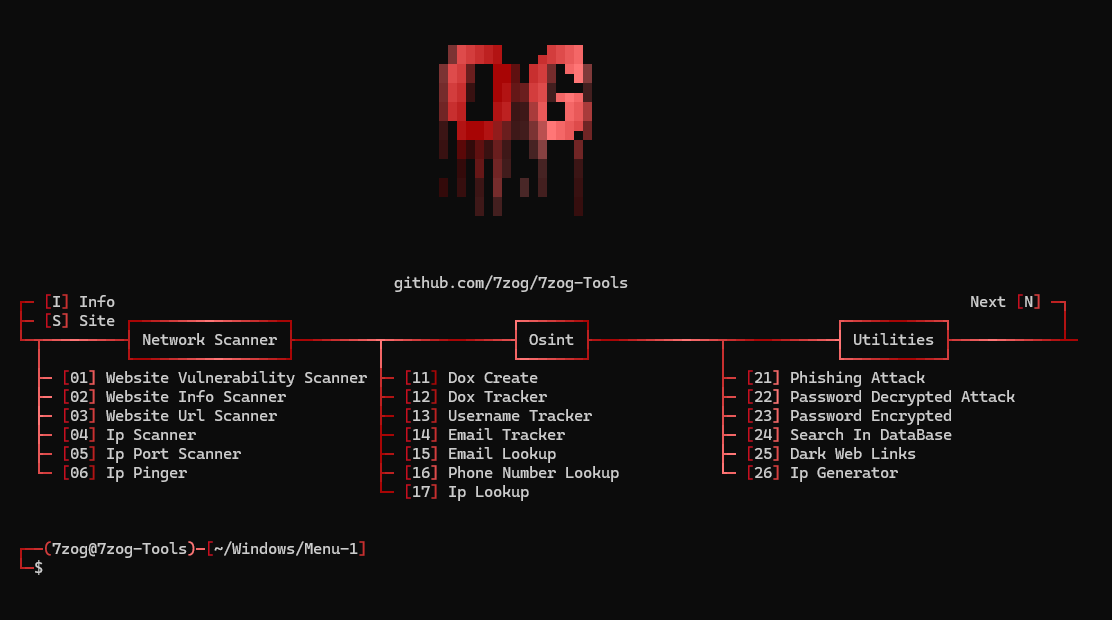 OG
github.com/7zog/7zog-Tools
[I] Info
Next [N]
[S] Site
Network Scanner
Osint
Utilities
[01] Website Vulnerability Scanner
[11] Dox Create
[21] Phishing Attack
[02] Website Info Scanner
[12] Dox Tracker
[22] Password Decrypted Attack
[03] Website Url Scanner
[13] Username Tracker
[23] Password Encrypted
[04] Ip Scanner
[14] Email Tracker
[24] Search In DataBase
[05] Ip Port Scanner
[15] Email Lookup
[25] Dark Web Links
[06] Ip Pinger
[16] Phone Number Lookup
[26] Ip Generator
[17] Ip Lookup
(7zog@7zog-Tools)-[~/Windows/Menu-1]
$